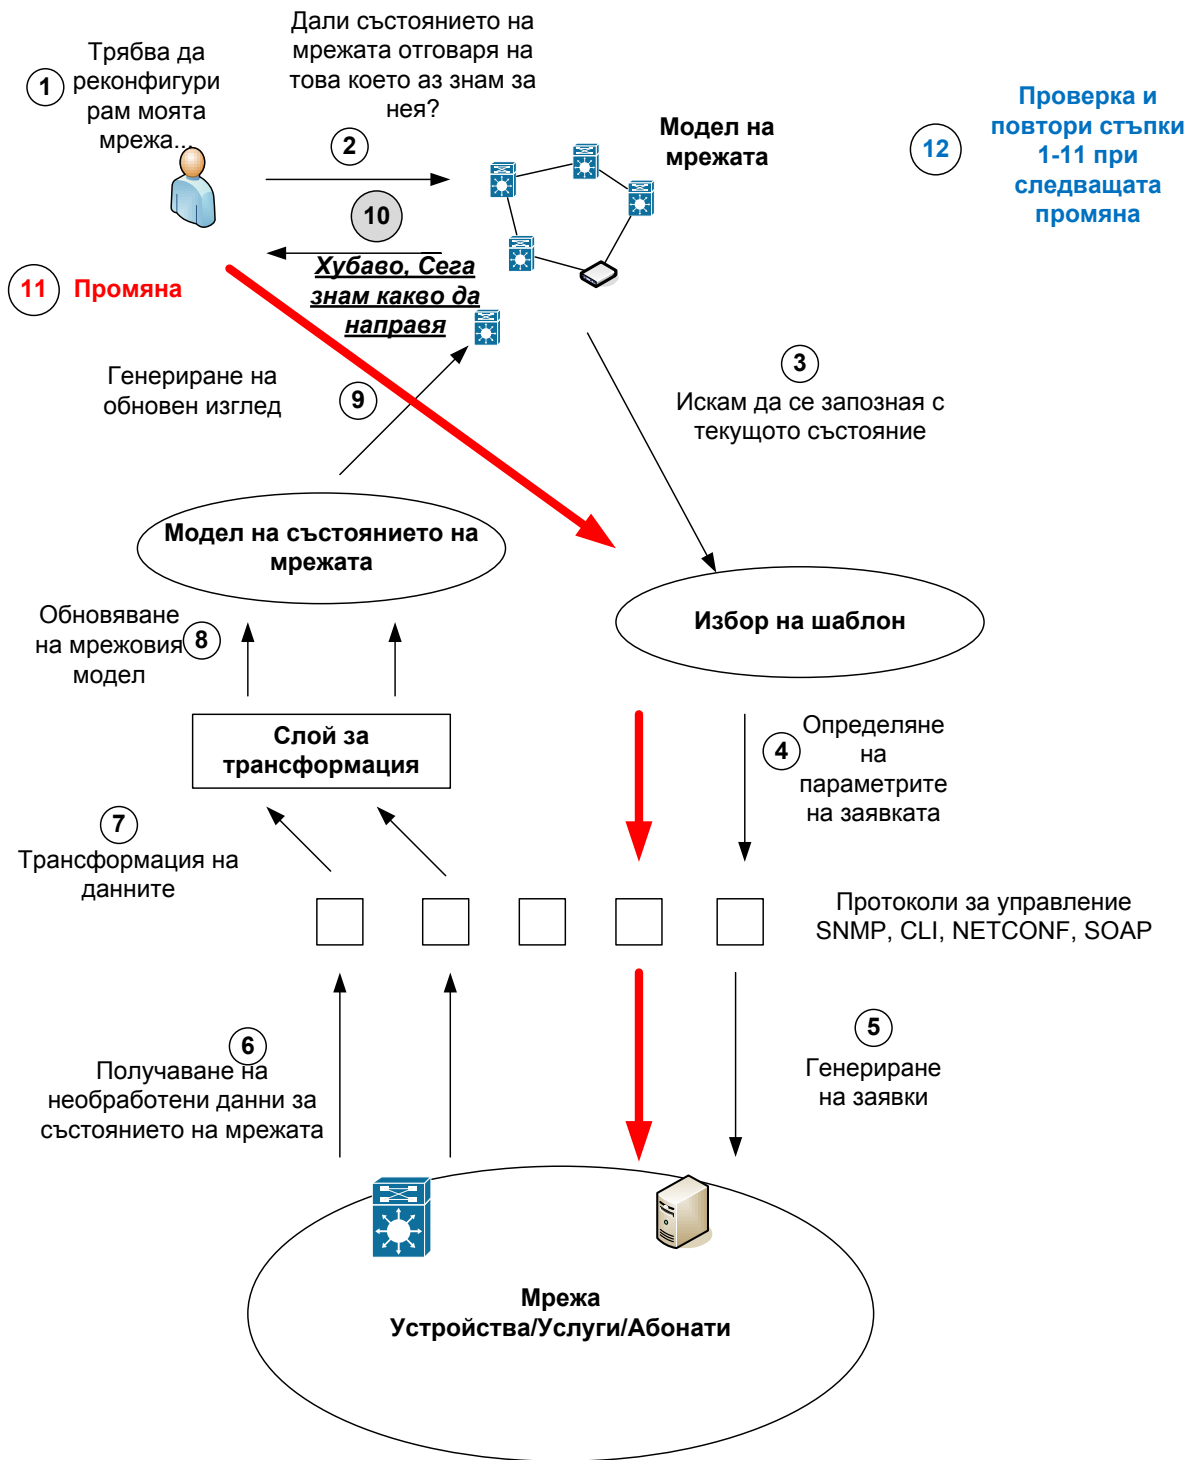 1
Трябва да
реконфигури
рам моята
мрежа...
Дали състоянието на
мрежата отговаря на
това което аз знам за
нея?
2
Модел на
мрежата
12
Проверка и
повтори стъпки
1-11 при
следващата
промяна
10
Хубаво, Сега
знам какво да
направя
11
Промяна
3
Искам да се запозная с
текущото състояние
Генериране на
обновен изглед
9
Модел на състоянието на
мрежата
Избор на шаблон
Обновяване
на мрежовия
модел
8
Слой за
трансформация
4
Определяне
на
параметрите
на заявката
7
Трансформация на
данните
Протоколи за управление
SNMP, CLI, NETCONF, SOAP
6
Получаване на
необработени данни за
състоянието на мрежата
5
Генериране
на заявки
Мрежа
Устройства/Услуги/Абонати